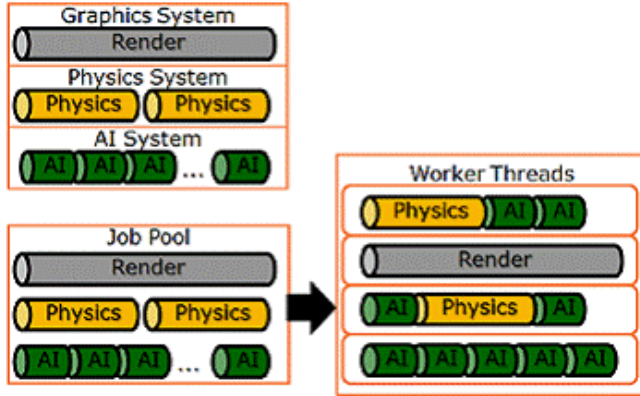 Graphics System
Render
Physics System
Physics Physics
AI System
AI AI AI ... AI
Job Pool
Render
Physics Physics
AI AI AI ... AI
Worker Threads
Physics AI AI
Render
AI Physics AI
AI AI AI AI AI